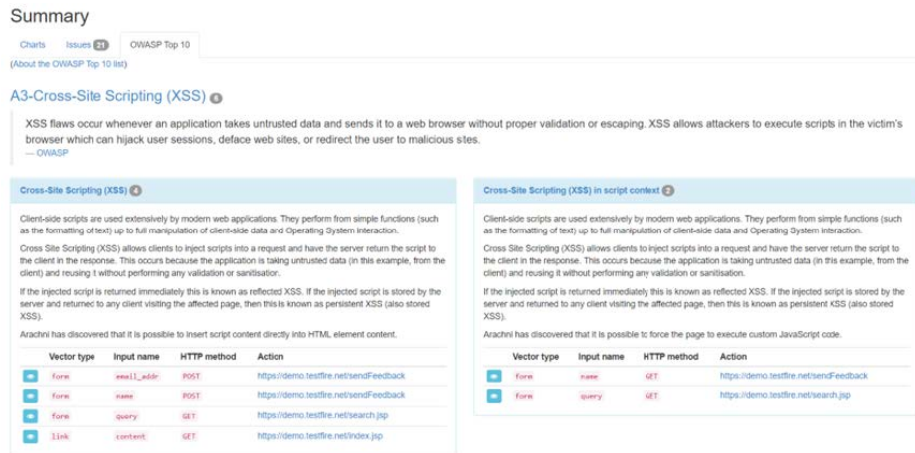 Summary
Charts Issues 21 OWASP Top 10
(About the OWASP Top 10 list)
A3-Cross-Site Scripting (XSS) 6
XSS flaws occur whenever an application takes untrusted data and sends it to a web browser without proper validation or escaping. XSS allows attackers to execute scripts in the victim's
browser which can hijack user sessions, deface web sites, or redirect the user to malicious sites.
— OWASP
Cross-Site Scripting (XSS) 4
Client-side scripts are used extensively by modern web applications. They perform from simple functions (such
as the formatting of text) up to full manipulation of client-side data and Operating System interaction.
Cross Site Scripting (XSS) allows clients to inject scripts into a request and have the server return the script to
the client in the response. This occurs because the application is taking untrusted data (in this example, from the
client) and reusing it without performing any validation or sanitisation.
If the injected script is returned immediately this is known as reflected XSS. If the injected script is stored by the
server and returned to any client visiting the affected page, then this is known as persistent XSS (also stored
XSS).
Arachni has discovered that it is possible to insert script content directly into HTML element content.
Vector type Input name HTTP method Action
form email_addr POST https://demo.testfire.net/sendFeedback
form name POST https://demo.testfire.net/sendFeedback
form query GET https://demo.testfire.net/search.jsp
link content GET https://demo.testfire.net/index.jsp
Cross-Site Scripting (XSS) in script context 2
Client-side scripts are used extensively by modern web applications. They perform from simple functions (such
as the formatting of text) up to full manipulation of client-side data and Operating System interaction.
Cross Site Scripting (XSS) allows clients to inject scripts into a request and have the server return the script to
the client in the response. This occurs because the application is taking untrusted data (in this example, from the
client) and reusing it without performing any validation or sanitisation.
If the injected script is returned immediately this is known as reflected XSS. If the injected script is stored by the
server and returned to any client visiting the affected page, then this is known as persistent XSS (also stored
XSS).
Arachni has discovered that it is possible to force the page to execute custom JavaScript code.
Vector type Input name HTTP method Action
form name GET https://demo.testfire.net/sendFeedback
form query GET https://demo.testfire.net/search.jsp